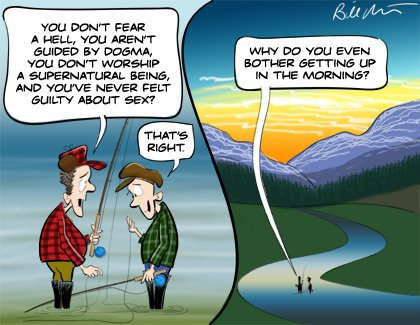 YOU DON'T FEAR
A HELL, YOU AREN'T
GUIDED BY DOGMA,
YOU DON'T WORSHIP
A SUPERNATURAL BEING,
AND YOU'VE NEVER FELT
GUILTY ABOUT SEX?
THAT'S
RIGHT.
WHY DO YOU EVEN
BOTHER GETTING UP
IN THE MORNING?